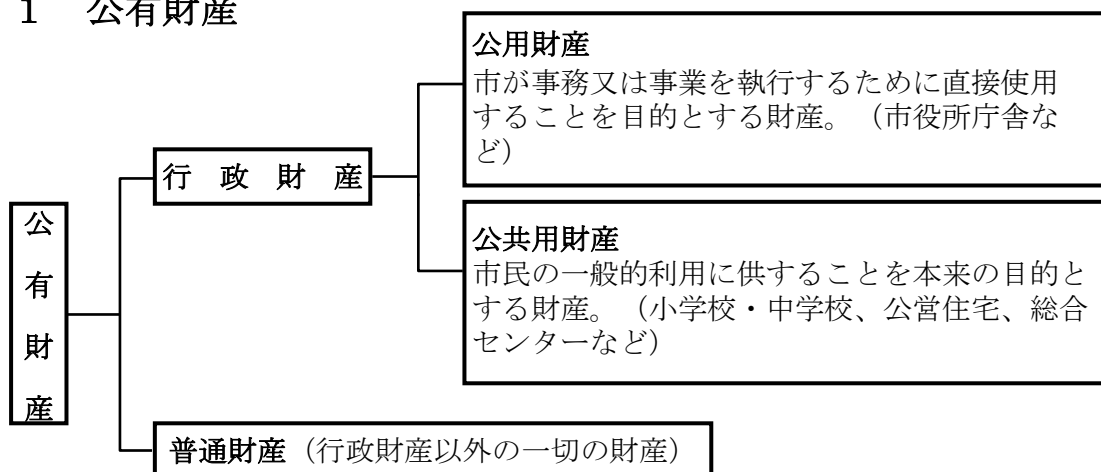 1 公有財産
公用財産
市が事務又は事業を執行するために直接使用
することを目的とする財産。（市役所庁舎な
ど）
行政財産
公有財産
公共用財産
市民の一般的利用に供することを本来の目的と
する財産。（小学校・中学校、公営住宅、総合
センターなど）
普通財産（行政財産以外の一切の財産）